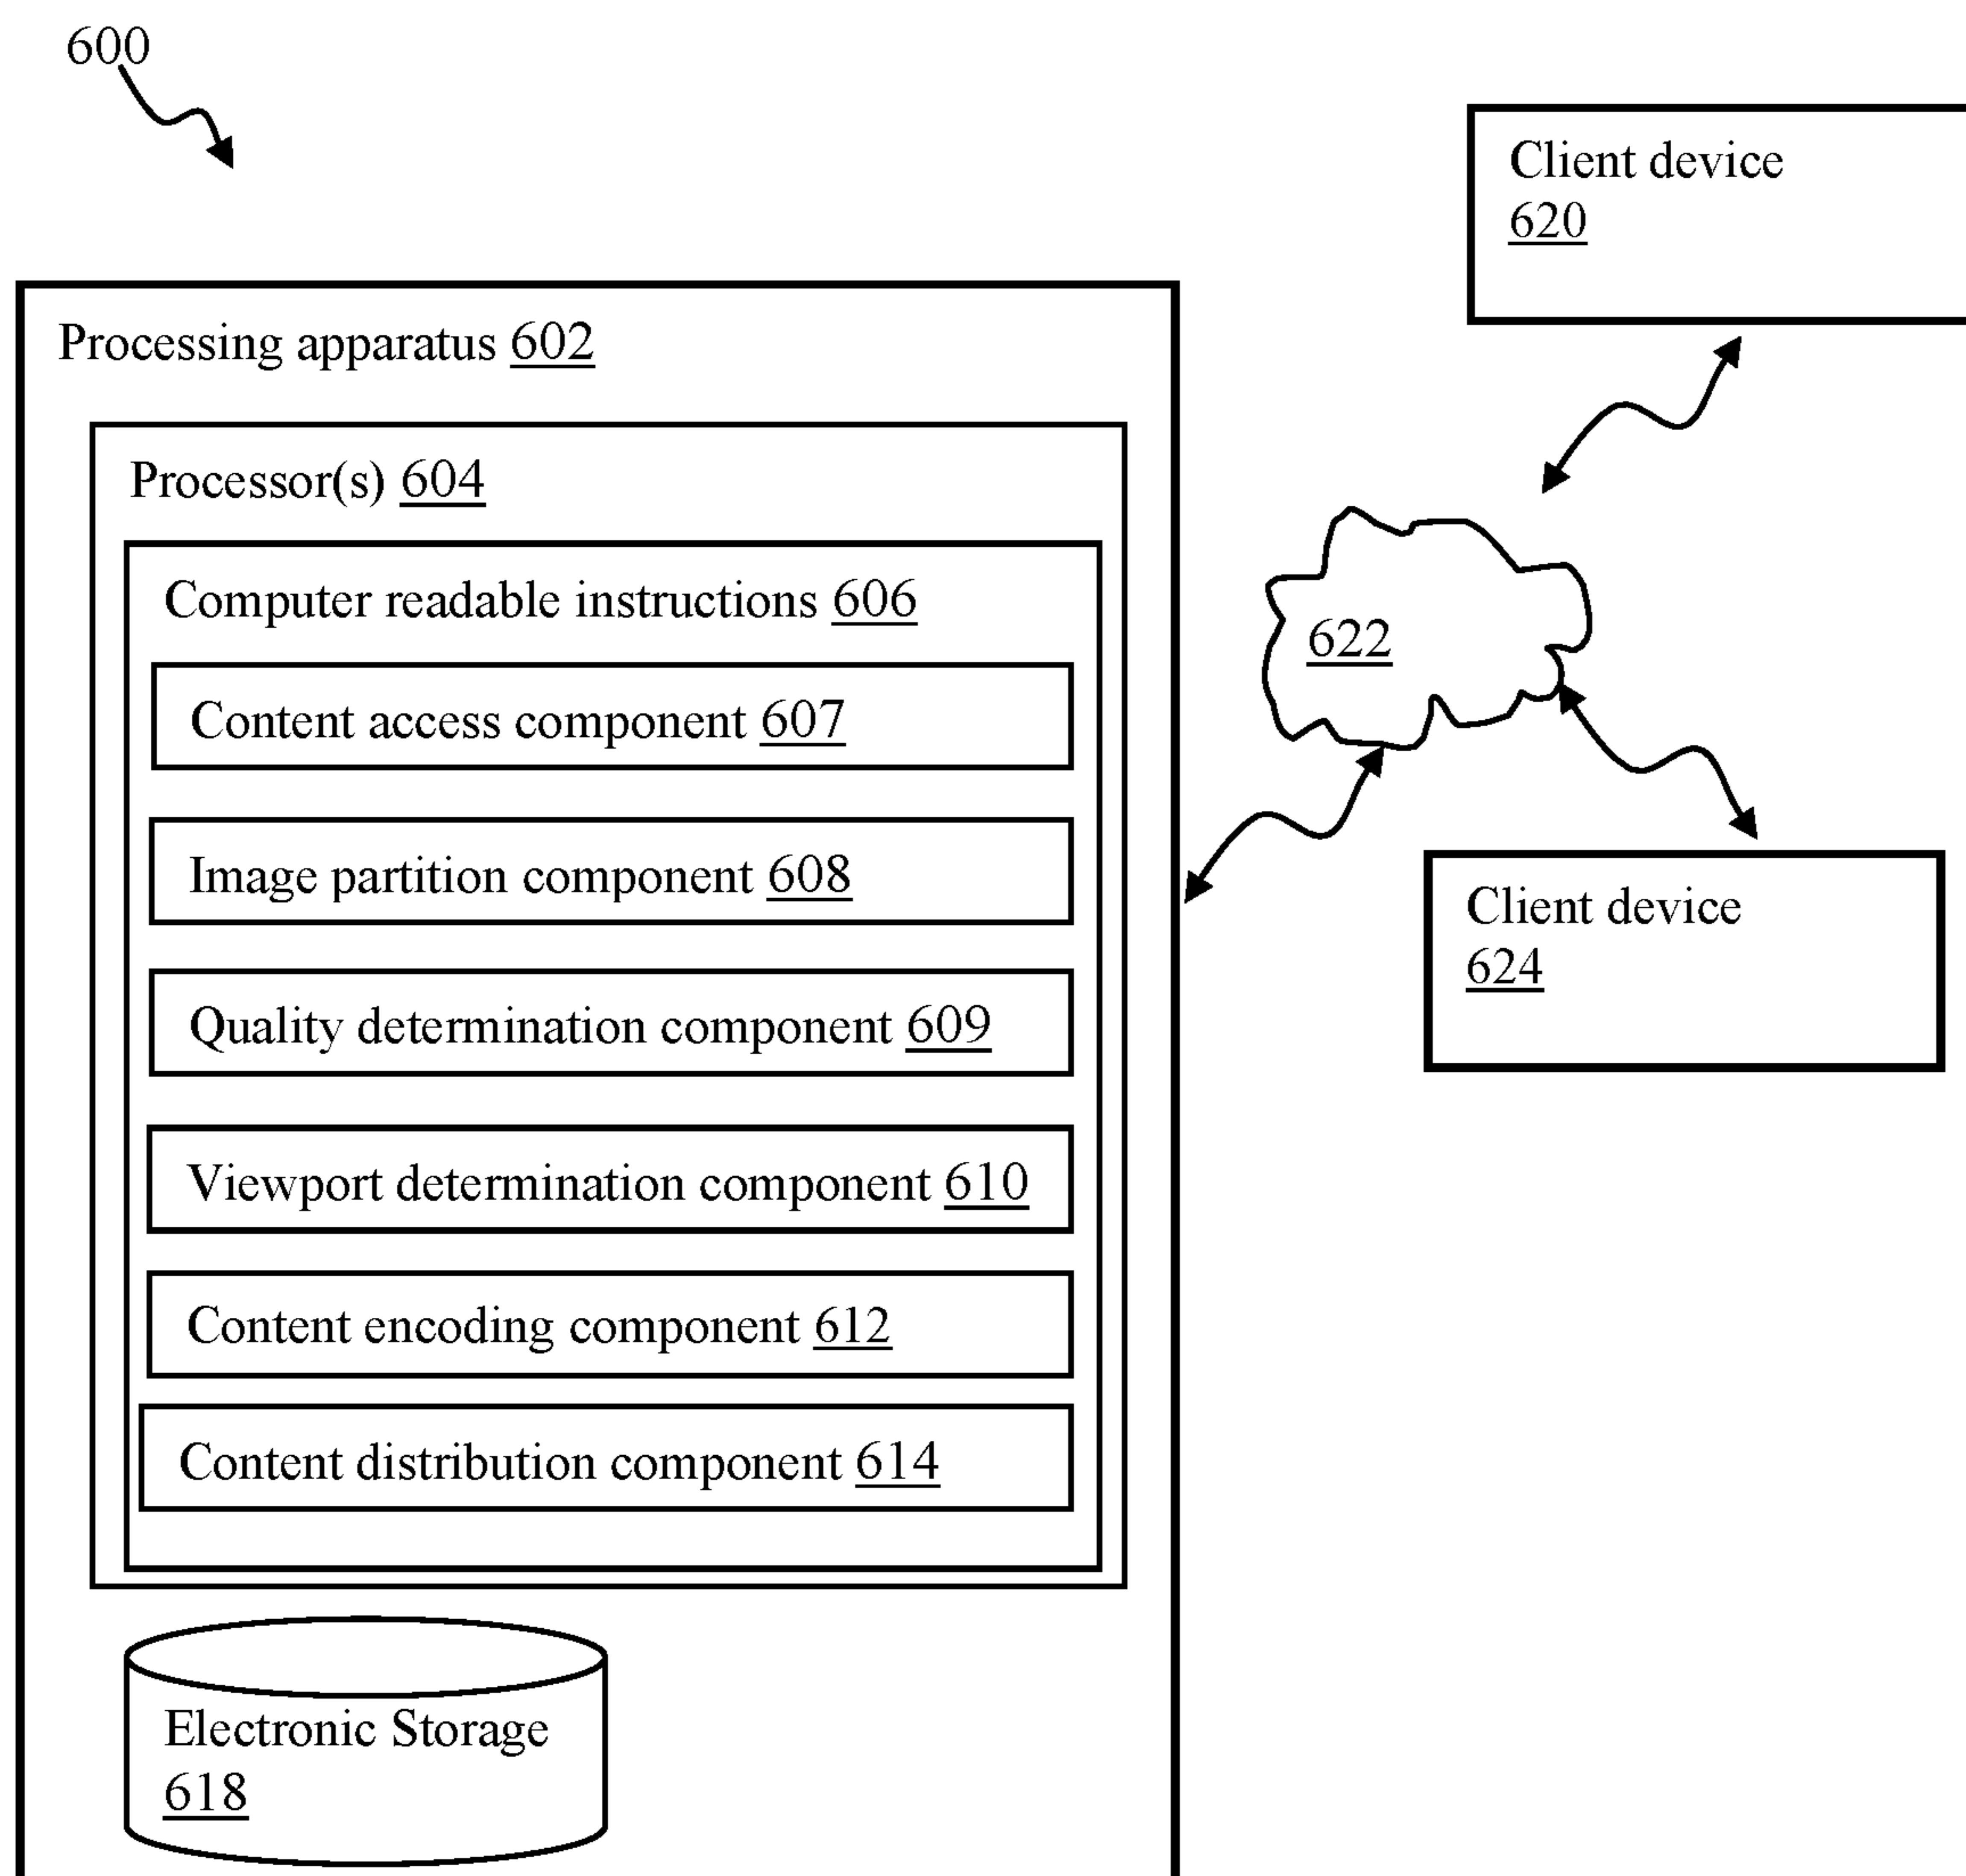 600
Client device
620
Processing apparatus 602
Processor(s) 604
Computer readable instructions 606
622
Content access component 607
Image partition component 608
Client device
624
Quality determination component 609
Viewport determination component 610
Content encoding component 612
Content distribution component 614
Electronic Storage
618